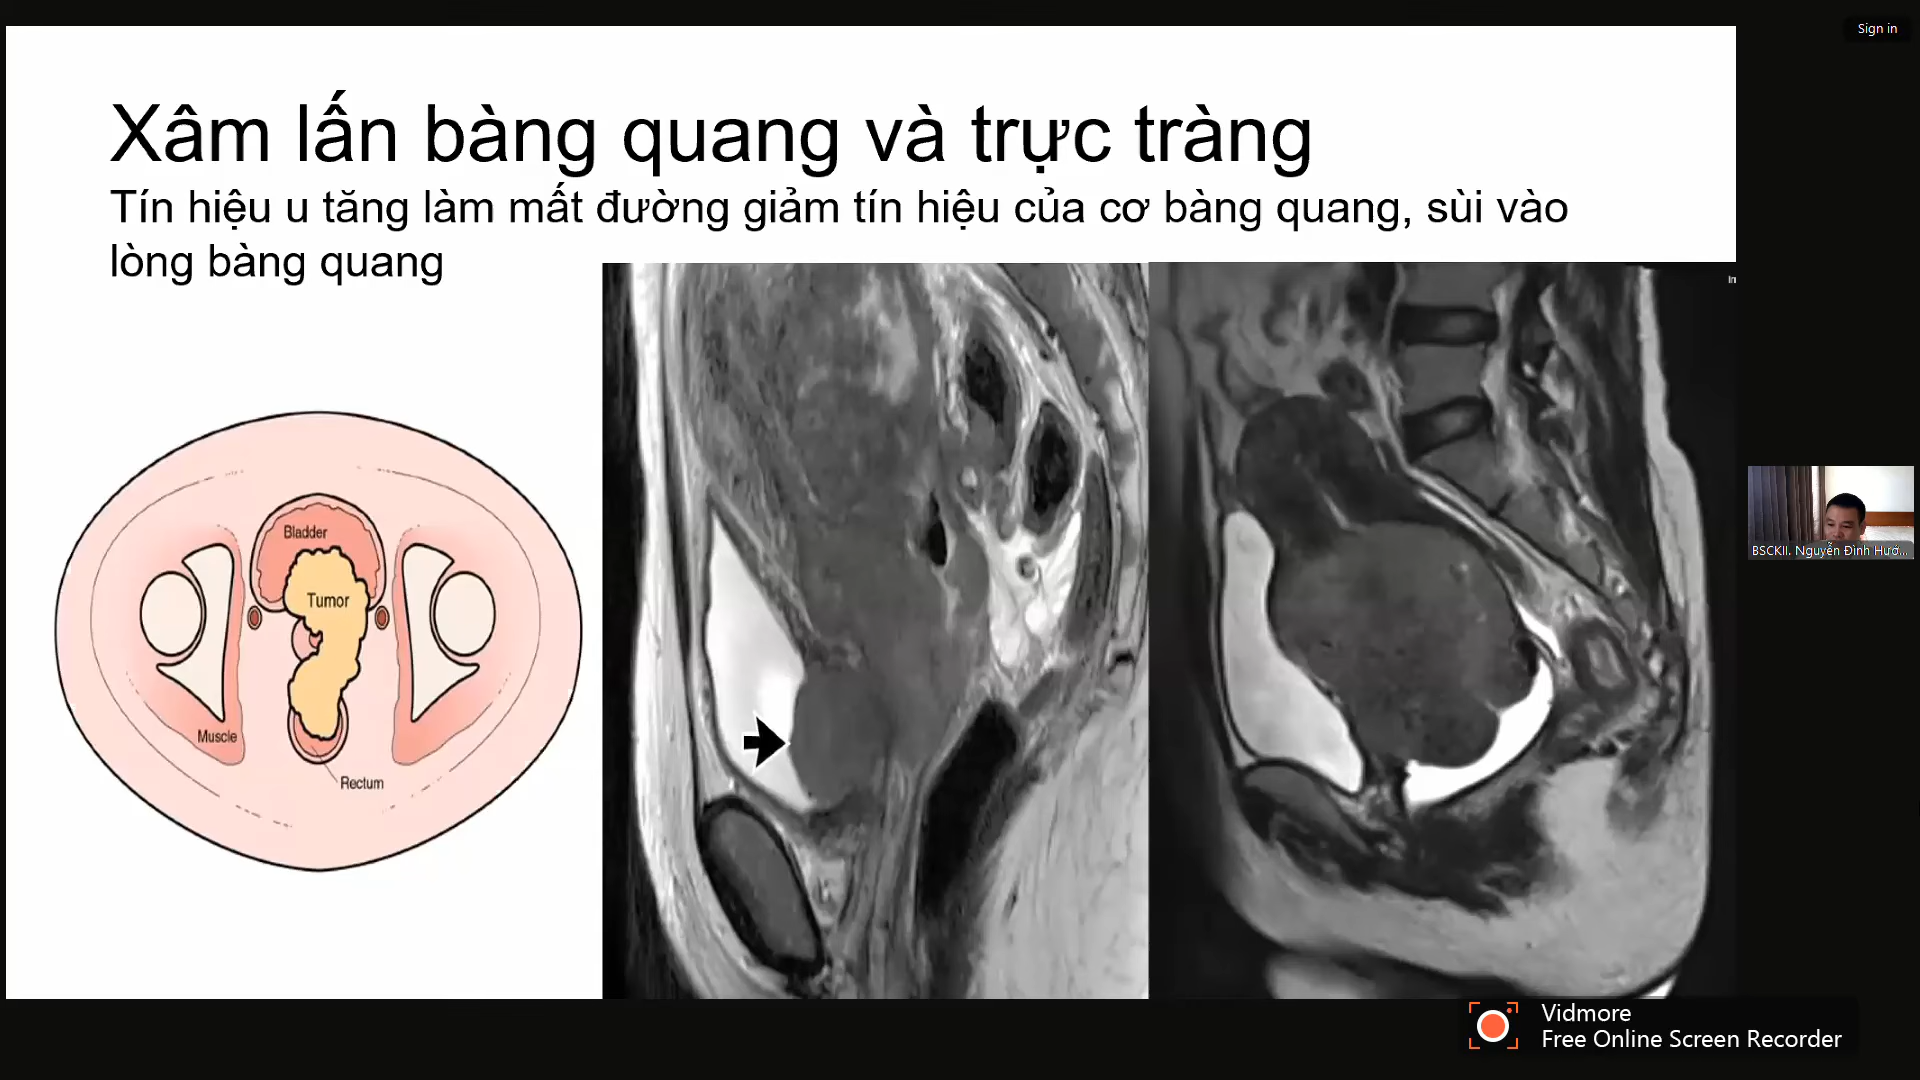 Sign in
Xâm lấn bàng quang và trực tràng
Tín hiệu u tăng làm mất đường giảm tín hiệu của cơ bàng quang, sùi vào
lòng bàng quang
In
Bladder
Tumor
Muscle
Rectum
BSCKII. Nguyễn Đình Hướ...
Vidmore
Free Online Screen Recorder